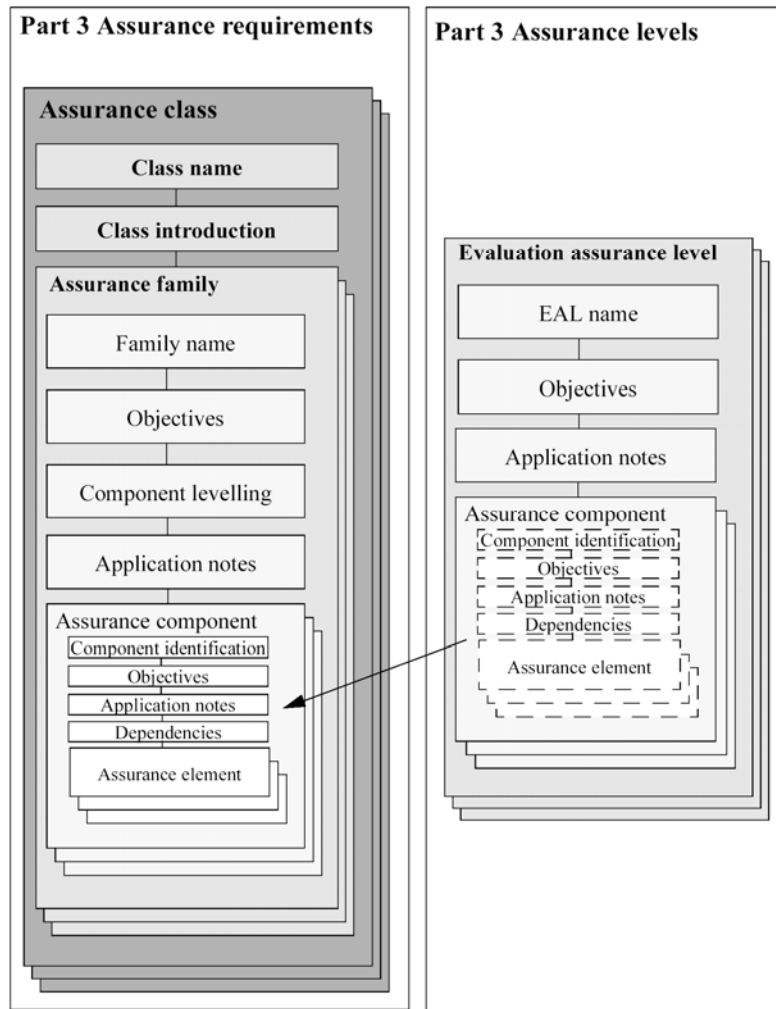 Part 3 Assurance requirements
Assurance class
Class name
Class introduction
Assurance family
Family name
Objectives
Component levelling
Application notes
Assurance component
Component identification
Objectives
Application notes
Dependencies
Assurance element
Part 3 Assurance levels
Evaluation assurance level
EAL name
Objectives
Application notes
Assurance component
Component identification
Objectives
Application notes
Dependencies
Assurance element